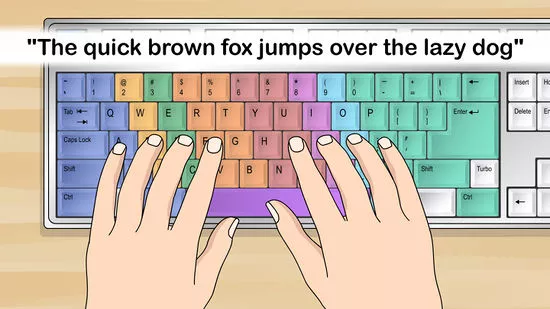 "The quick brown fox jumps over the lazy dog"
@ # $ % ^ & * ( )
1 2 3 4 5 6 7 8 9 0 Insert
Tab Q W E R T Y U I O P Enter Delete
Caps Lock A F G H
Shift C V B N M Shift Turbo
Ctrl Ctrl